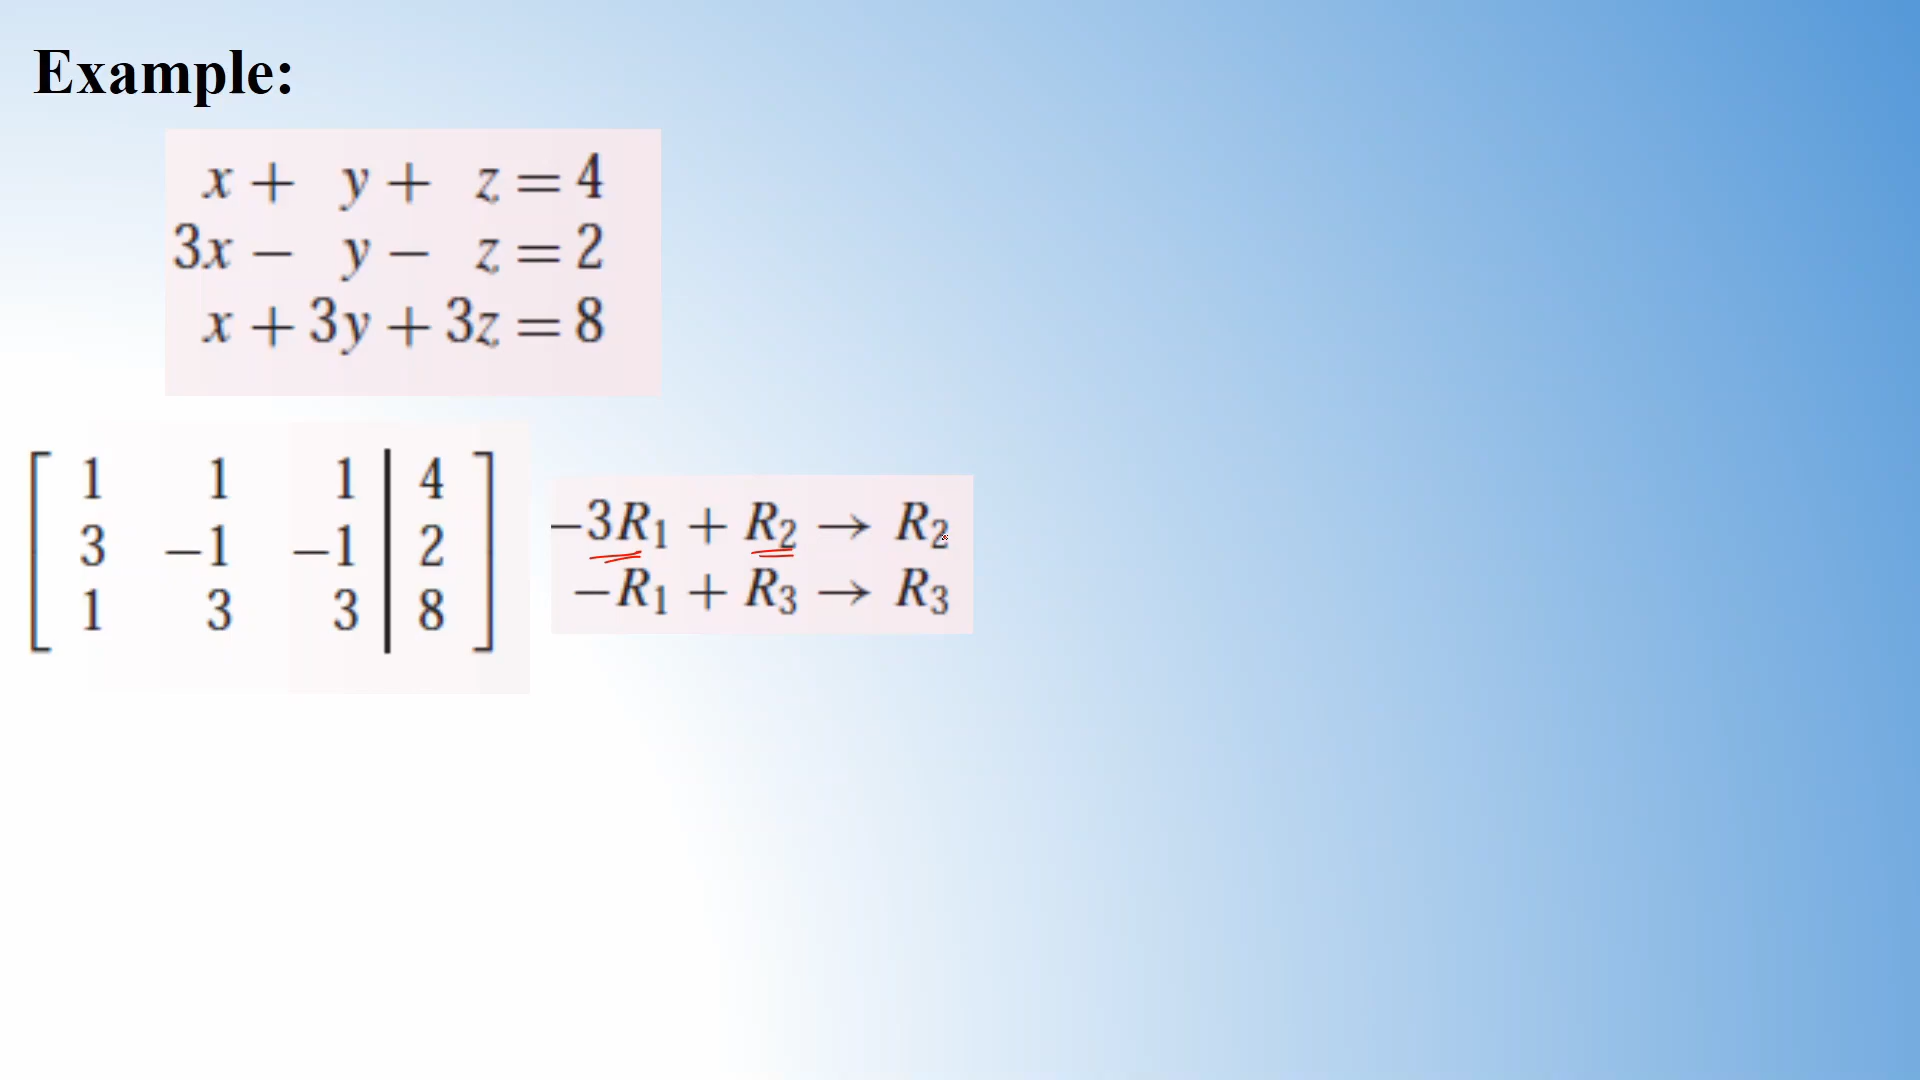 Example:
x + y + z = 4
3x − y − z = 2
x + 3y + 3z = 8
1 1 1 | 4
3 −1 −1 | 2
1 3 3 | 8
−3R₁ + R₂ → R₂
−R₁ + R₃ → R₃